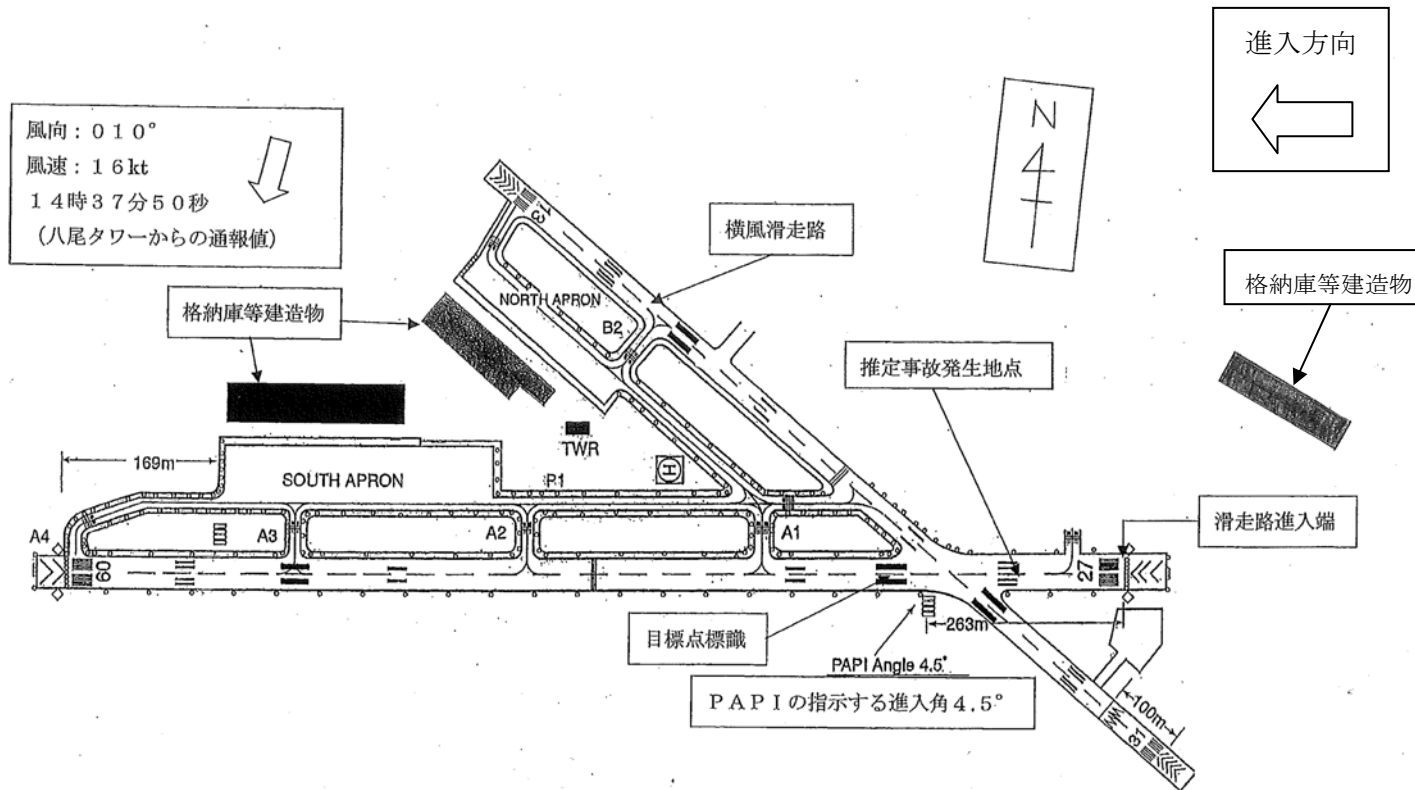 進入方向
N
風向：０１０°
風速：１６kt
１４時３７分５０秒
（八尾タワーからの通報値）
横風滑走路
格納庫等建造物
格納庫等建造物
13
NORTH APRON
B2
推定事故発生地点
TWR
H
169m
SOUTH APRON
P1
滑走路進入端
A4
A3
A2
A1
09
27
目標点標識
263m
PAPI Angle 4.5°
ＰＡＰＩの指示する進入角４.５°
100m
31